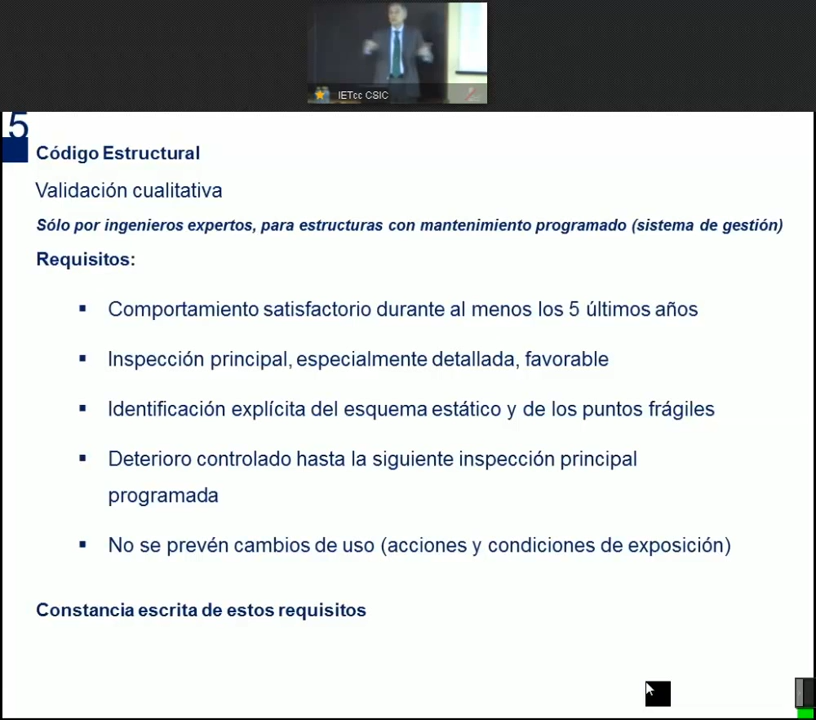 IETcc CSIC
5
Código Estructural
Validación cualitativa
Sólo por ingenieros expertos, para estructuras con mantenimiento programado (sistema de gestión)
Requisitos:
▪ Comportamiento satisfactorio durante al menos los 5 últimos años
▪ Inspección principal, especialmente detallada, favorable
▪ Identificación explícita del esquema estático y de los puntos frágiles
▪ Deterioro controlado hasta la siguiente inspección principal
programada
▪ No se prevén cambios de uso (acciones y condiciones de exposición)
Constancia escrita de estos requisitos